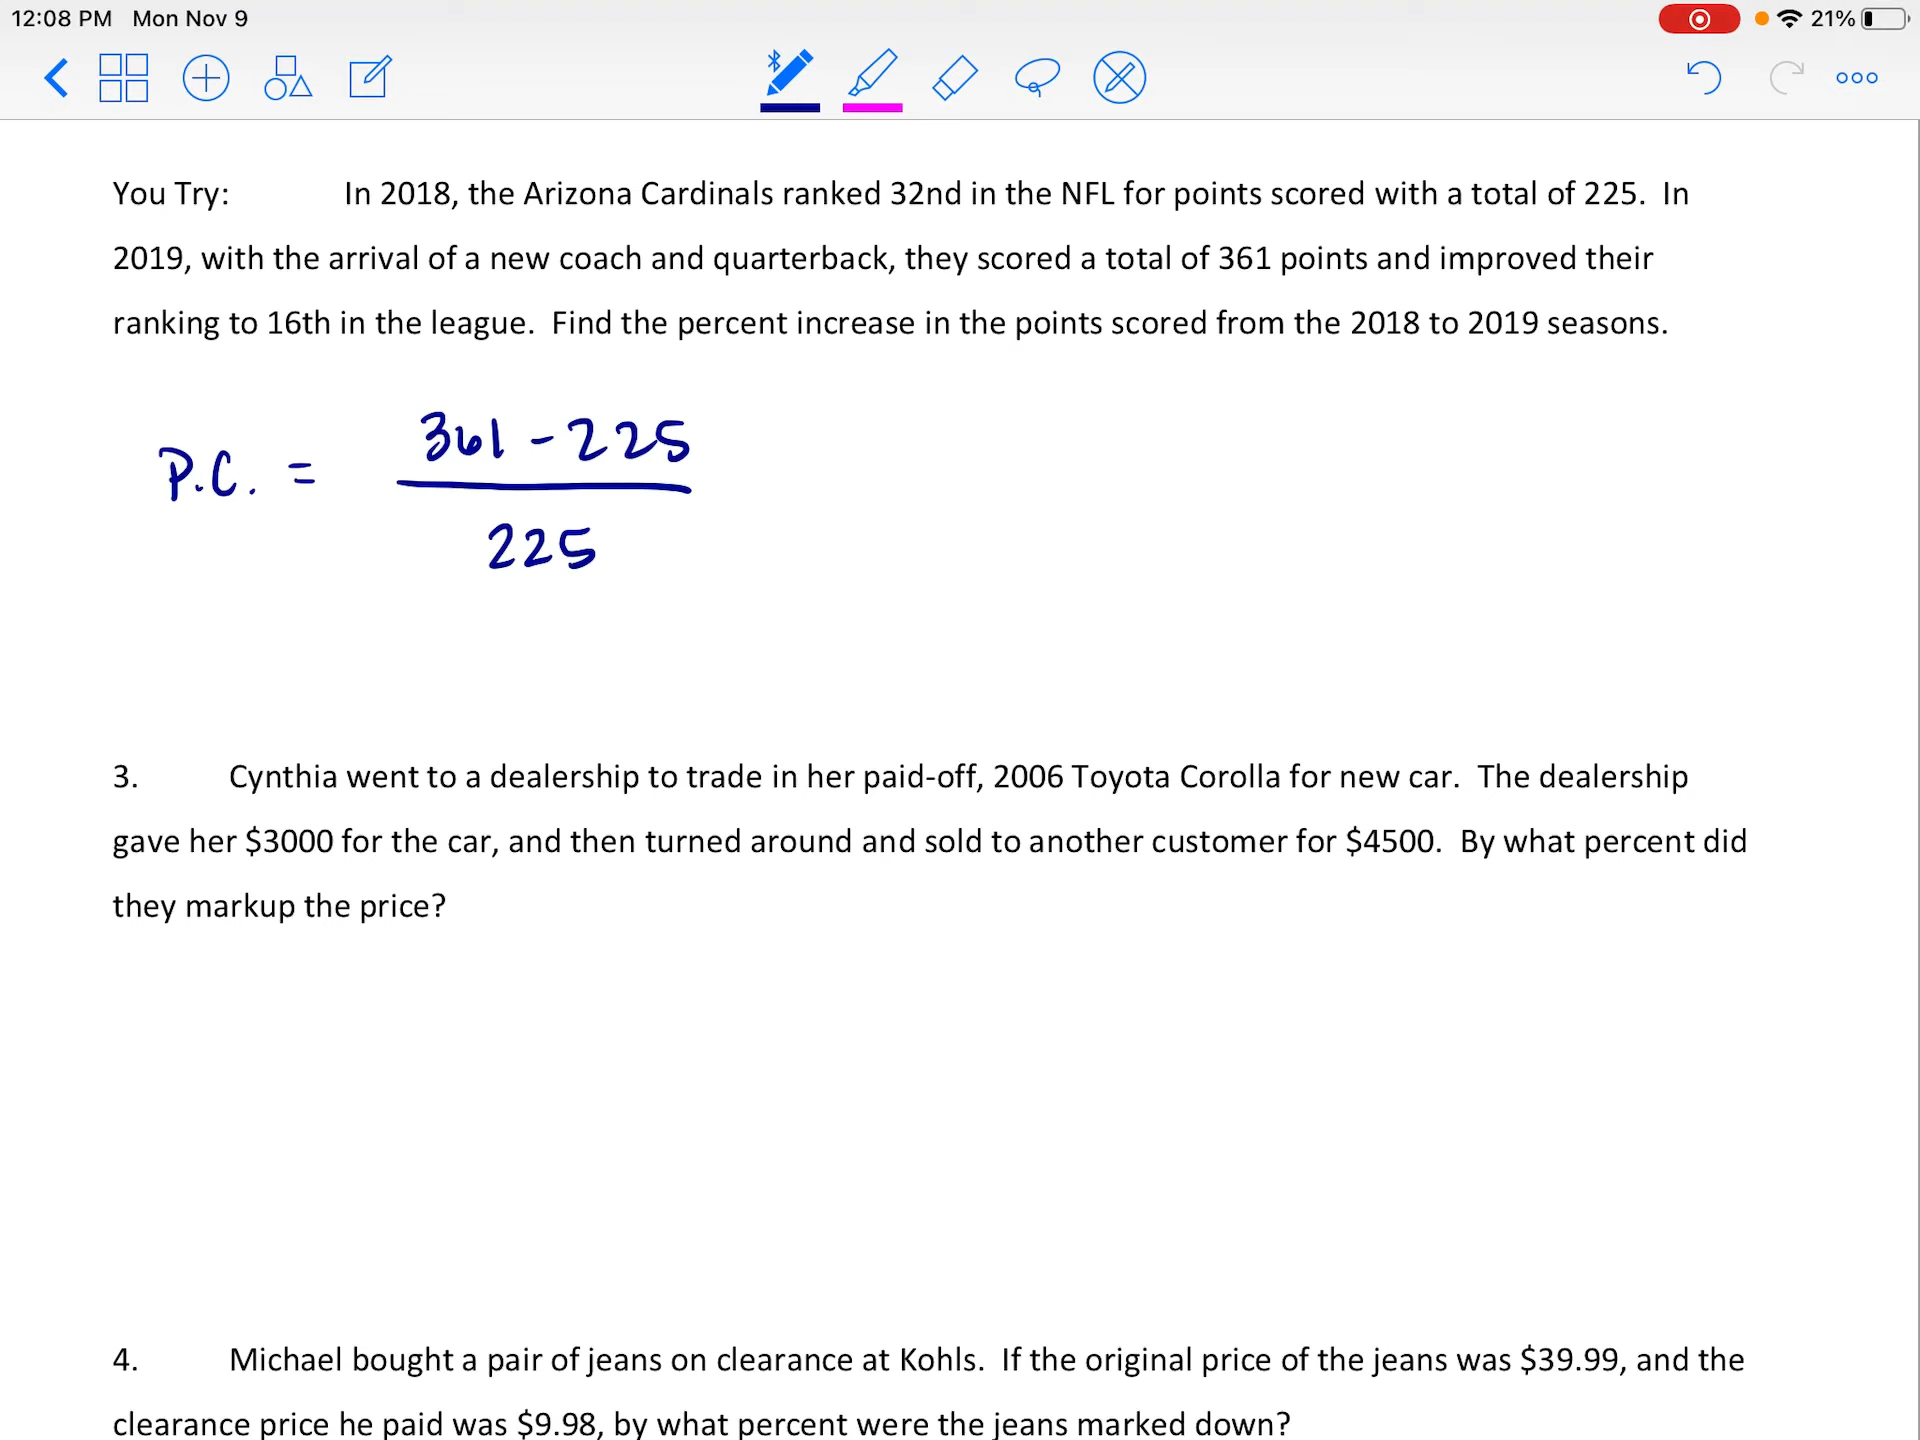 12:08 PM Mon Nov 9
21%
You Try: In 2018, the Arizona Cardinals ranked 32nd in the NFL for points scored with a total of 225. In
2019, with the arrival of a new coach and quarterback, they scored a total of 361 points and improved their
ranking to 16th in the league. Find the percent increase in the points scored from the 2018 to 2019 seasons.
361 - 225
P.C. =
225
3. Cynthia went to a dealership to trade in her paid-off, 2006 Toyota Corolla for new car. The dealership
gave her $3000 for the car, and then turned around and sold to another customer for $4500. By what percent did
they markup the price?
4. Michael bought a pair of jeans on clearance at Kohls. If the original price of the jeans was $39.99, and the
clearance price he paid was $9.98, by what percent were the jeans marked down?